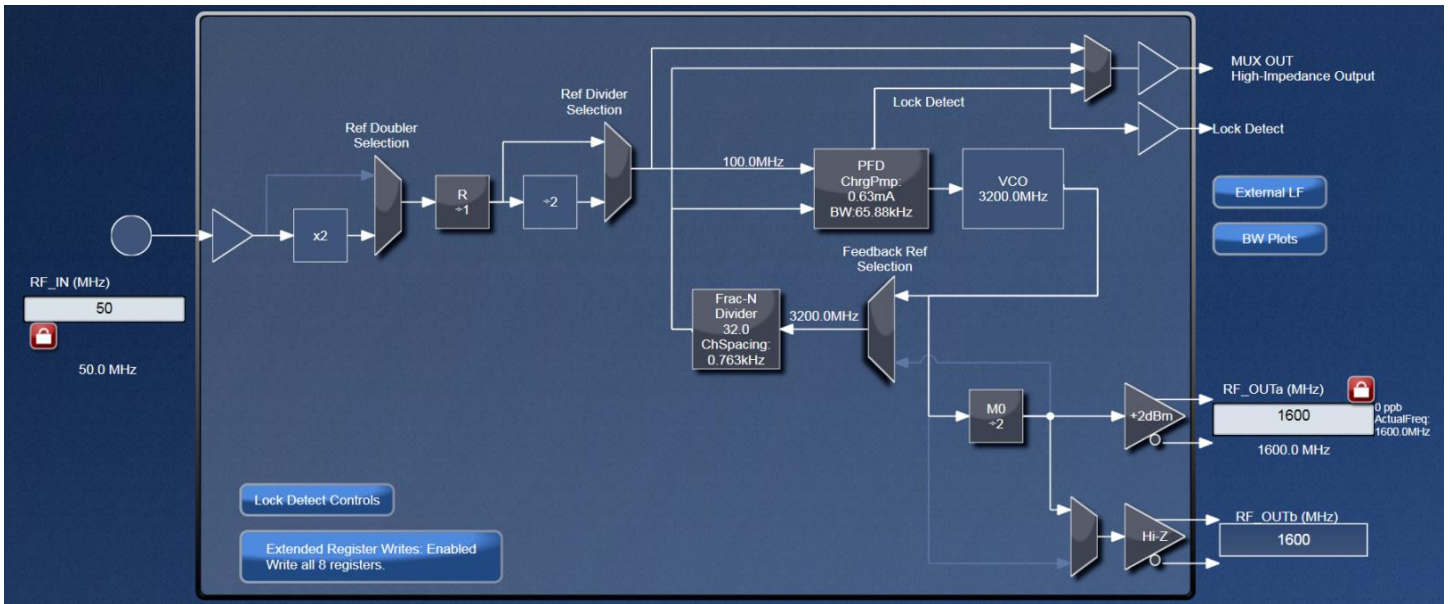 MUX OUT
High-Impedance Output
Ref Divider
Selection
Lock Detect
Ref Doubler
Selection
Lock Detect
100.0MHz
PFD
ChrgPmp:
0.63mA
BW:65.88kHz
VCO
3200.0MHz
R
÷1
÷2
External LF
x2
BW Plots
Feedback Ref
Selection
RF_IN (MHz)
50
50.0 MHz
Frac-N
Divider
32.0
ChSpacing:
0.763kHz
3200.0MHz
RF_OUTa (MHz)
1600
0 ppb
ActualFreq:
1600.0MHz
M0
÷2
+2dBm
1600.0 MHz
Lock Detect Controls
RF_OUTb (MHz)
Hi-Z
1600
Extended Register Writes: Enabled
Write all 8 registers.